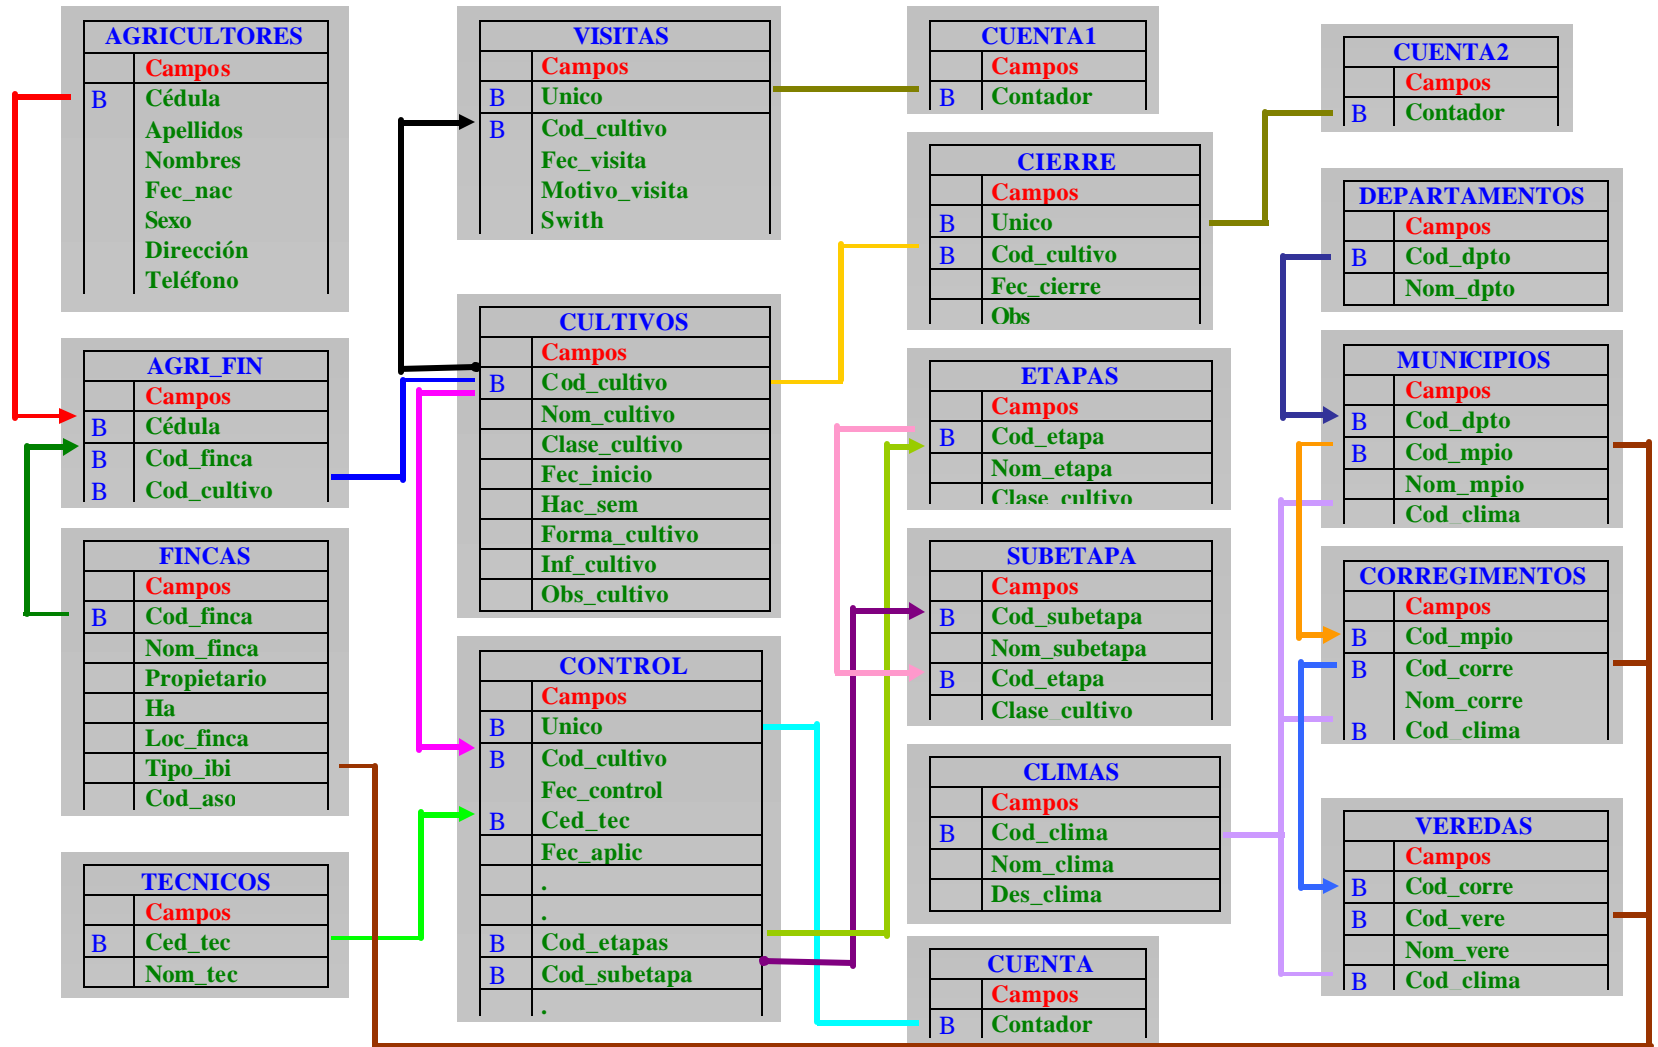 AGRICULTORES
Campos
B Cédula
Apellidos
Nombres
Fec_nac
Sexo
Dirección
Teléfono
AGRI_FIN
Campos
B Cédula
B Cod_finca
B Cod_cultivo
FINCAS
Campos
B Cod_finca
Nom_finca
Propietario
Ha
Loc_finca
Tipo_ibi
Cod_aso
TECNICOS
Campos
B Ced_tec
Nom_tec
VISITAS
Campos
B Unico
B Cod_cultivo
Fec_visita
Motivo_visita
Swith
CULTIVOS
Campos
B Cod_cultivo
Nom_cultivo
Clase_cultivo
Fec_inicio
Hac_sem
Forma_cultivo
Inf_cultivo
Obs_cultivo
CONTROL
Campos
B Unico
B Cod_cultivo
Fec_control
B Ced_tec
Fec_aplic
.
.
B Cod_etapas
B Cod_subetapa
.
CUENTA1
Campos
B Contador
CIERRE
Campos
B Unico
B Cod_cultivo
Fec_cierre
Obs
ETAPAS
Campos
B Cod_etapa
Nom_etapa
Clase_cultivo
SUBETAPA
Campos
B Cod_subetapa
Nom_subetapa
B Cod_etapa
Clase_cultivo
CLIMAS
Campos
B Cod_clima
Nom_clima
Des_clima
CUENTA
Campos
B Contador
CUENTA2
Campos
B Contador
DEPARTAMENTOS
Campos
B Cod_dpto
Nom_dpto
MUNICIPIOS
Campos
B Cod_dpto
B Cod_mpio
Nom_mpio
Cod_clima
CORREGIMENTOS
Campos
B Cod_mpio
B Cod_corre
Nom_corre
B Cod_clima
VEREDAS
Campos
B Cod_corre
B Cod_vere
Nom_vere
B Cod_clima